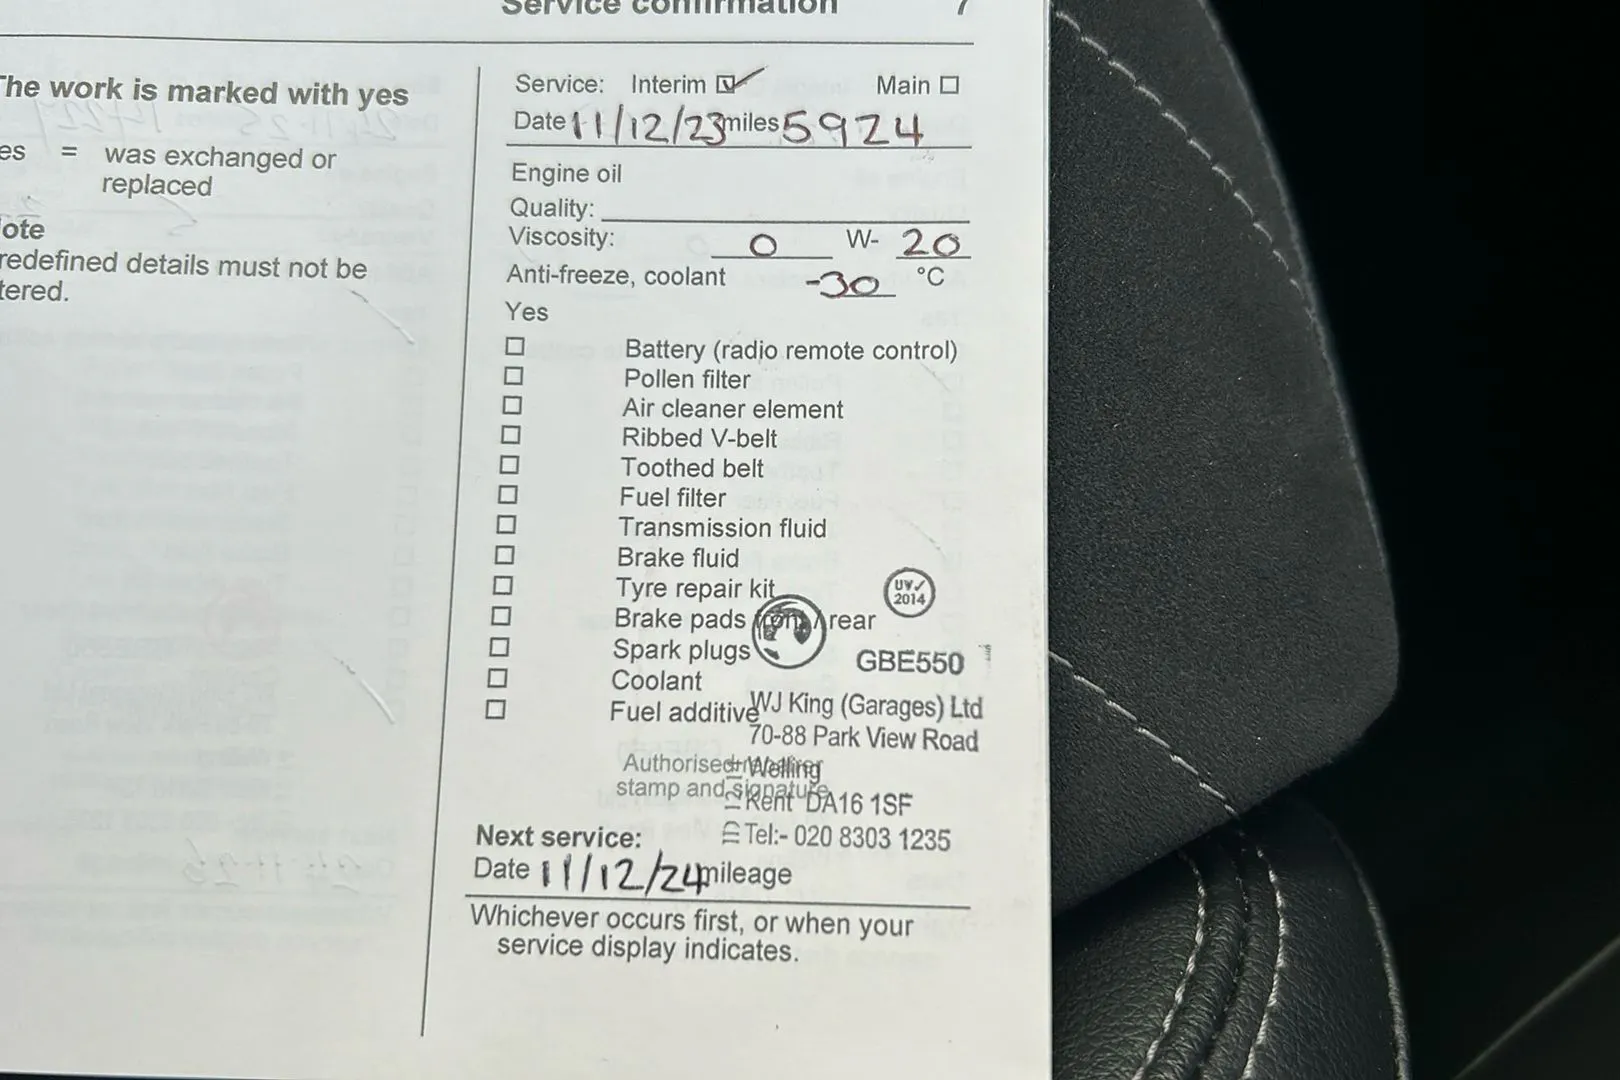 Service confirmation 7
The work is marked with yes
es = was exchanged or
replaced
ote
redefined details must not be
tered.
Service: Interim ☑ Main ☐
Date 11/12/23 miles 5924
Engine oil
Quality:
Viscosity: 0 W- 20
Anti-freeze, coolant -30 °C
Yes
☐ Battery (radio remote control)
☐ Pollen filter
☐ Air cleaner element
☐ Ribbed V-belt
☐ Toothed belt
☐ Fuel filter
☐ Transmission fluid
☐ Brake fluid
☐ Tyre repair kit
UV✓
2014
☐ Brake pads front / rear
☐ Spark plugs
GBE550
☐ Coolant
☐ Fuel additive
WJ King (Garages) Ltd
70-88 Park View Road
Welling
Kent DA16 1SF
Tel:- 020 8303 1235
Authorised
stamp and signature
Next service:
Date 11/12/24 mileage
Whichever occurs first, or when your
service display indicates.